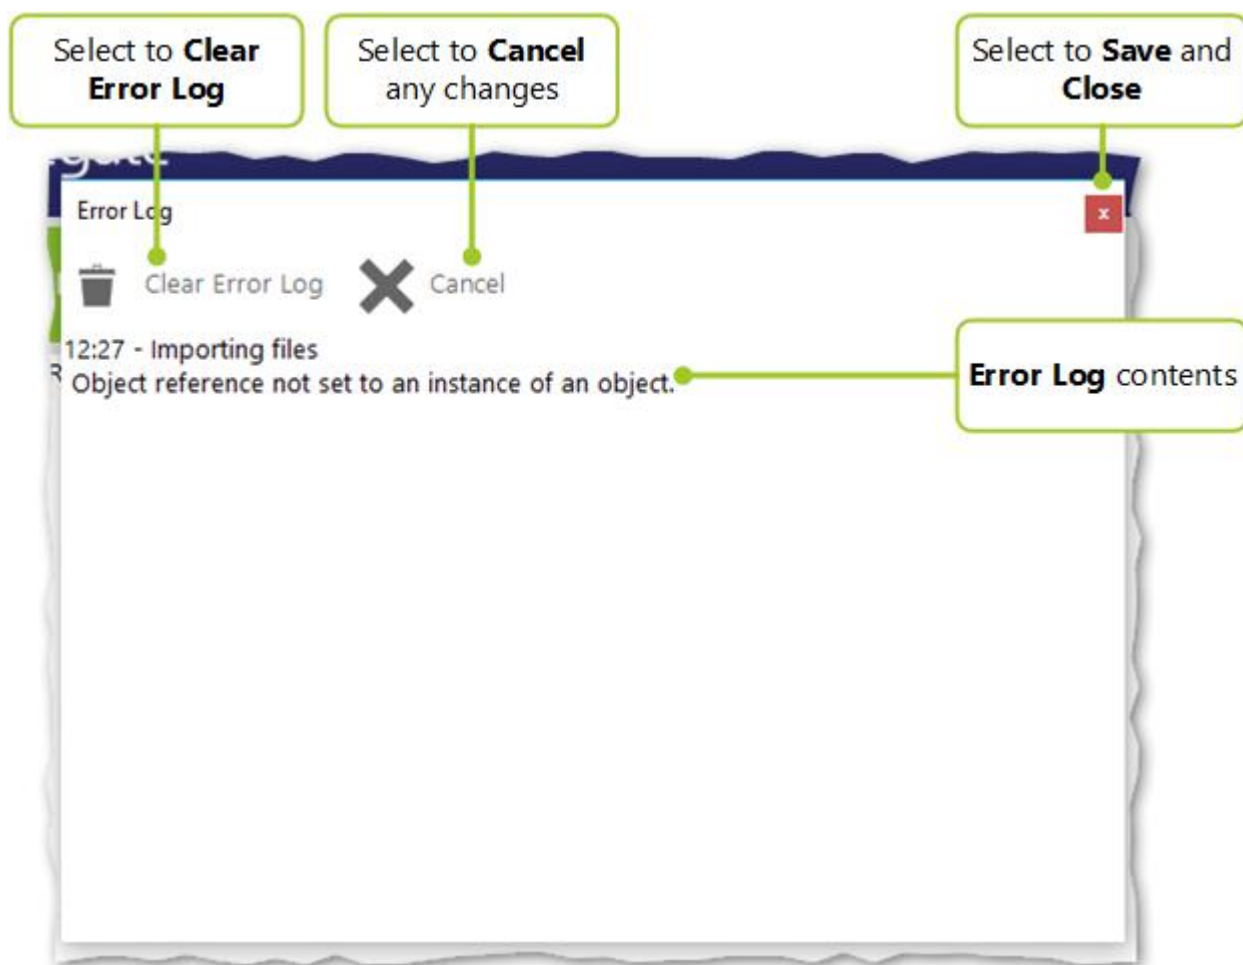 Select to Clear
Error Log
Select to Cancel
any changes
Select to Save and
Close
Error Log
x
Clear Error Log
Cancel
12:27 - Importing files
Object reference not set to an instance of an object.
Error Log contents